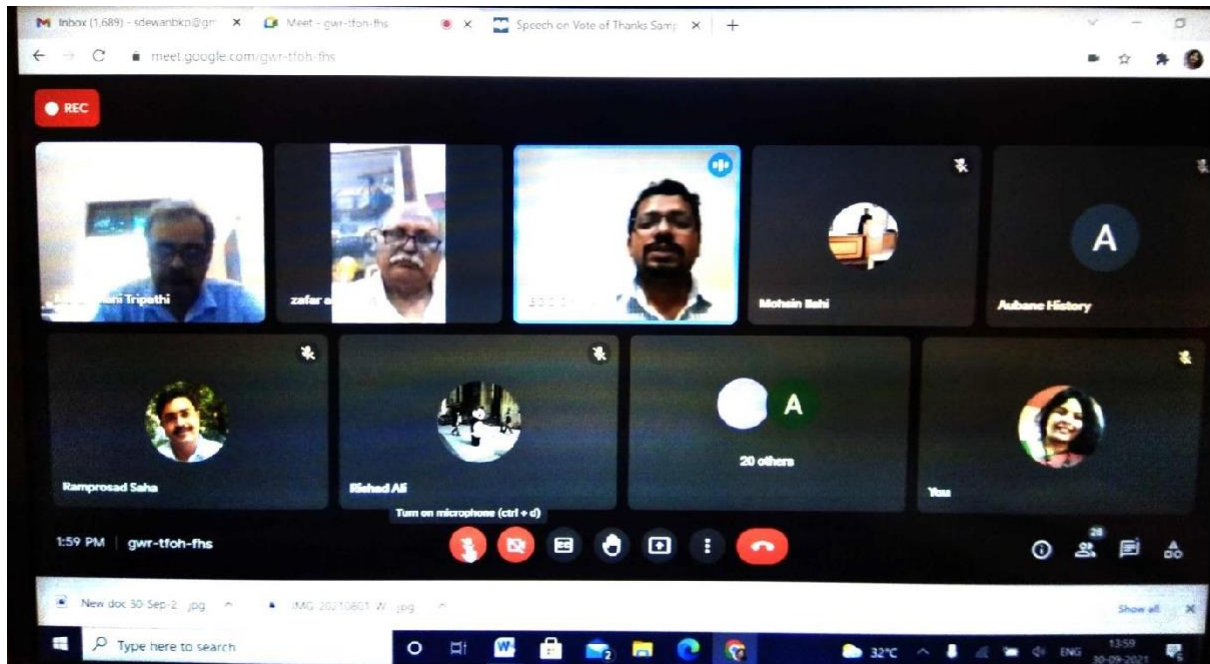 Inbox (1,689) - sdewanbkp@gm
Meet - gwr-tfoh-fhs
Speech on Vote of Thanks Samp
meet.google.com/gwr-tfoh-fhs
REC
ani Tripathi
zafar a
Mohsin Ilahi
A
Aubane History
Ramprosad Saha
Rishad Ali
A
20 others
You
Turn on microphone (ctrl + d)
1:59 PM | gwr-tfoh-fhs
28
New doc 30-Sep-2...jpg
IMG-20210801-W...jpg
Show all
Type here to search
2
32°C
ENG
13:59
30-09-2021